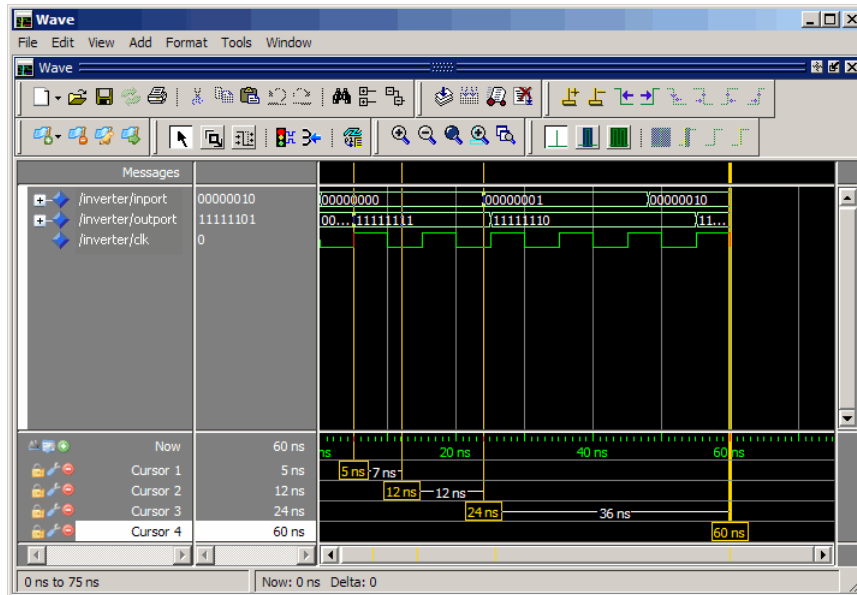 Wave
File Edit View Add Format Tools Window
Wave
Messages
/inverter/inport 00000010 00000000 00000001 00000010
/inverter/outport 11111101 00... 11111111 11111110 11...
/inverter/clk 0
Now 60 ns ns 20 ns 40 ns 60 ns
Cursor 1 5 ns 5 ns 7 ns
Cursor 2 12 ns 12 ns 12 ns
Cursor 3 24 ns 24 ns 36 ns
Cursor 4 60 ns 60 ns
0 ns to 75 ns Now: 0 ns Delta: 0